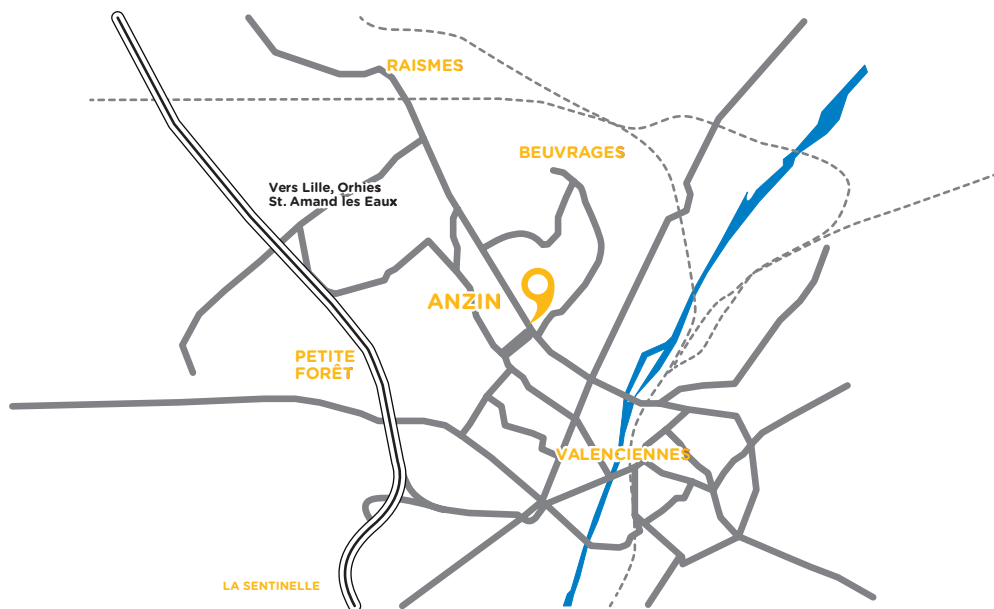 RAISMES
BEUVRAGES
Vers Lille, Orhies
St. Amand les Eaux
ANZIN
PETITE
FORÊT
VALENCIENNES
LA SENTINELLE